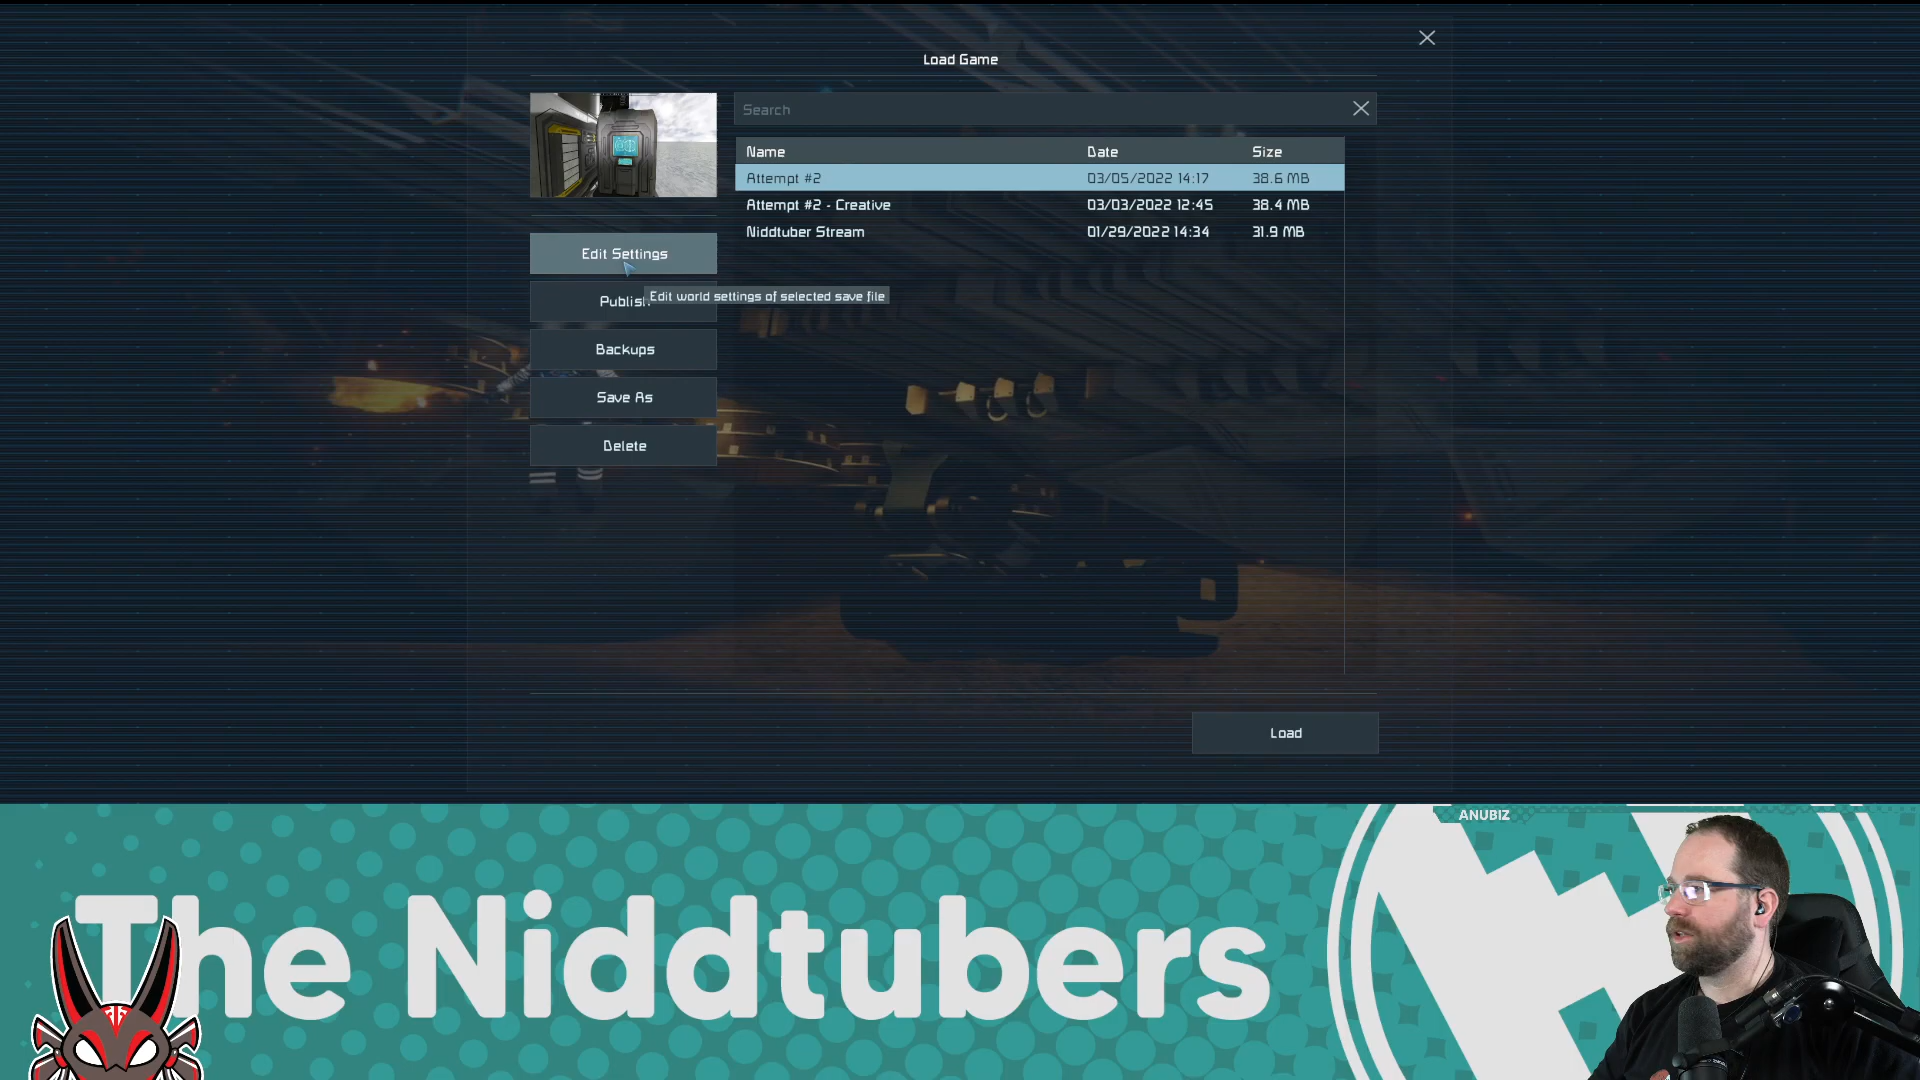 Load Game
Search
Name Date Size
Attempt #2 03/05/2022 14:17 38.6 MB
Attempt #2 - Creative 03/03/2022 12:45 38.4 MB
Niddtuber Stream 01/29/2022 14:34 31.9 MB
Edit Settings
Edit world settings of selected save file
Publish
Backups
Save As
Delete
Load
ANUBIZ
The Niddtubers